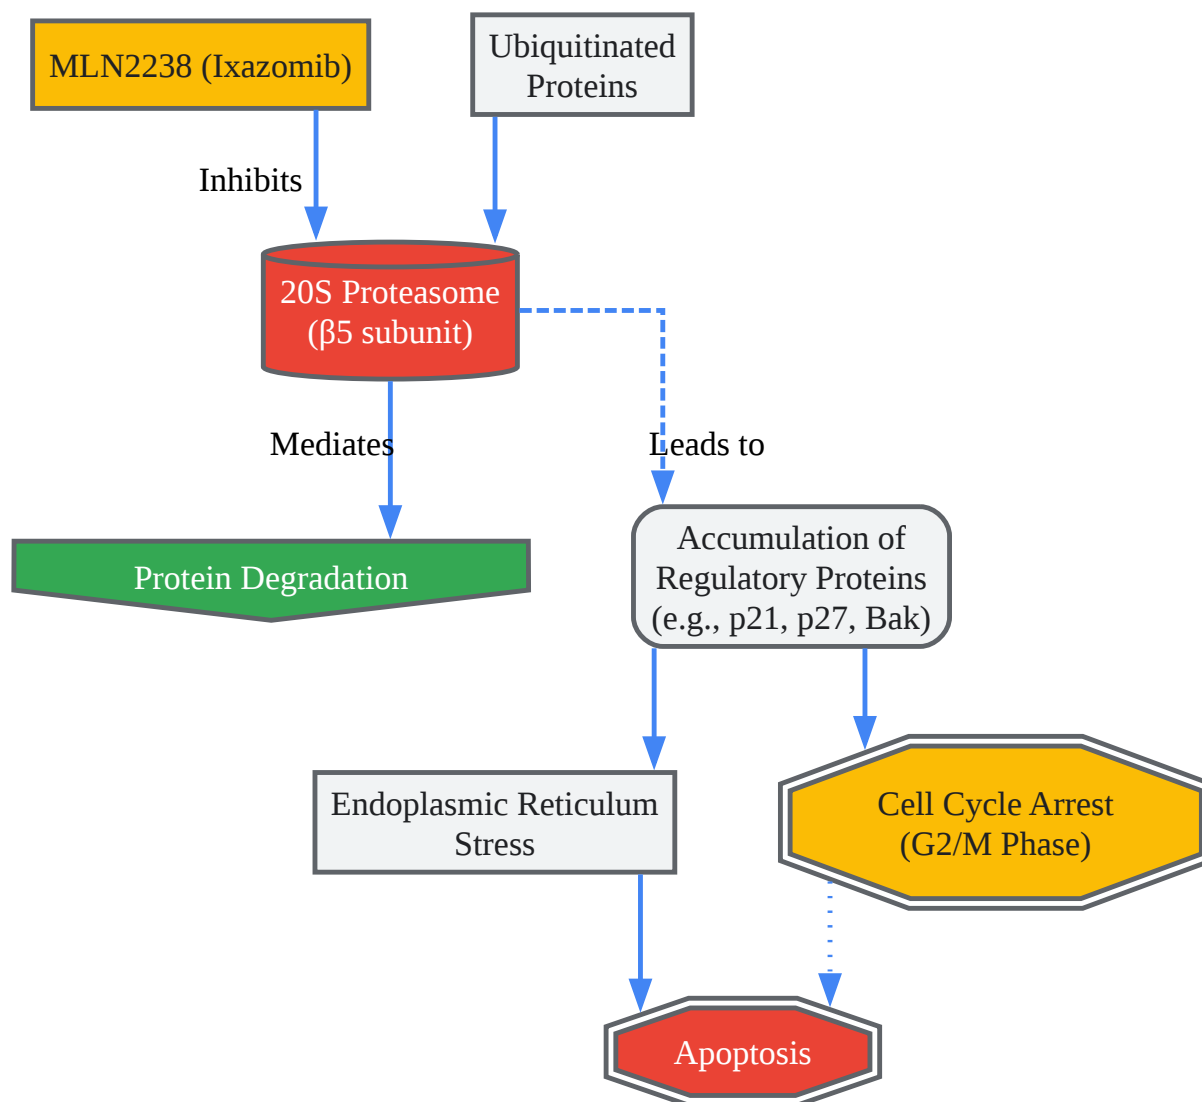 MLN2238 (Ixazomib)
Ubiquitinated
Proteins
Inhibits
20S Proteasome
(β5 subunit)
Mediates
Leads to
Protein Degradation
Accumulation of
Regulatory Proteins
(e.g., p21, p27, Bak)
Endoplasmic Reticulum
Stress
Cell Cycle Arrest
(G2/M Phase)
Apoptosis